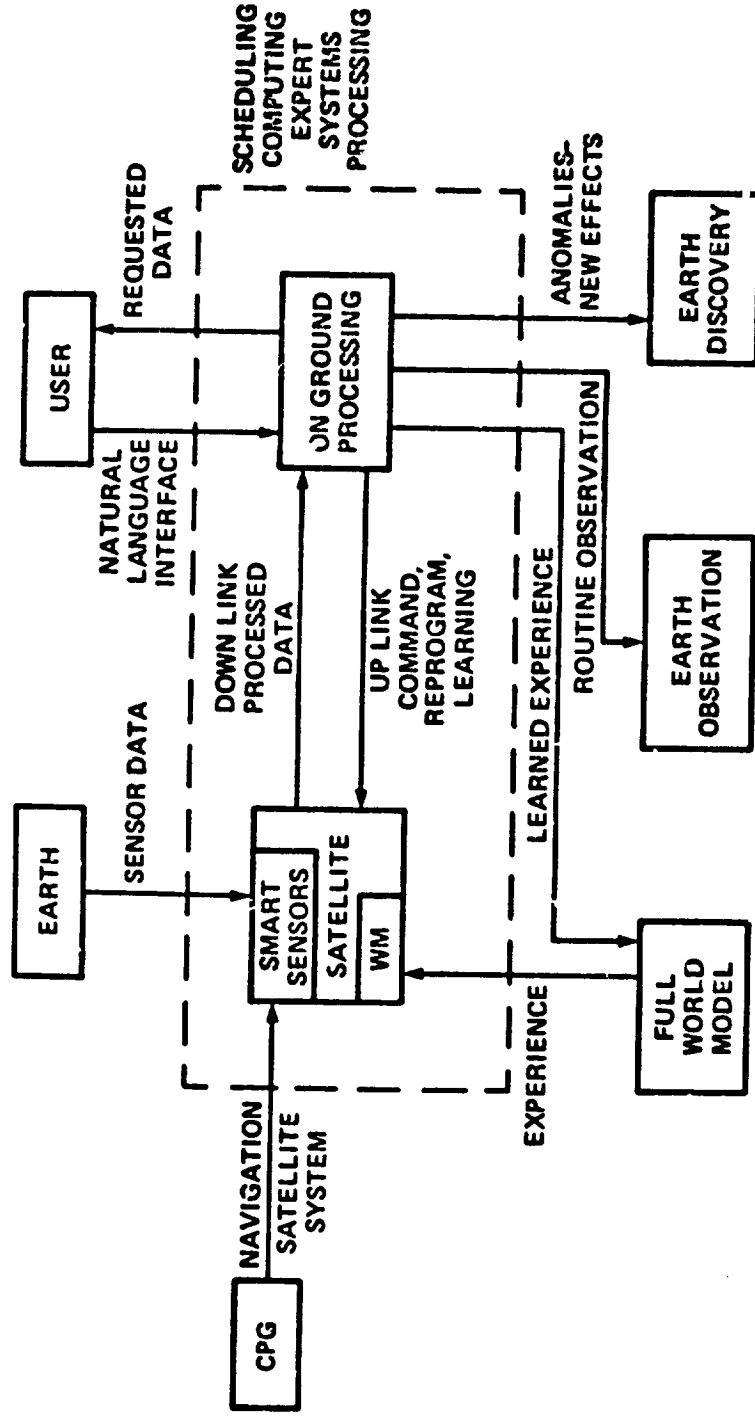 EARTH
SENSOR DATA
USER
NATURAL
LANGUAGE
INTERFACE
REQUESTED
DATA
SCHEDULING
COMPUTING
EXPERT
SYSTEMS
PROCESSING
CPG
NAVIGATION
SATELLITE
SYSTEM
SMART
SENSORS
SATELLITE
WM
DOWN LINK
PROCESSED
DATA
UP LINK
COMMAND,
REPROGRAM,
LEARNING
ON GROUND
PROCESSING
EXPERIENCE
LEARNED EXPERIENCE
ROUTINE OBSERVATION
ANOMALIES-
NEW EFFECTS
FULL
WORLD
MODEL
EARTH
OBSERVATION
EARTH
DISCOVERY